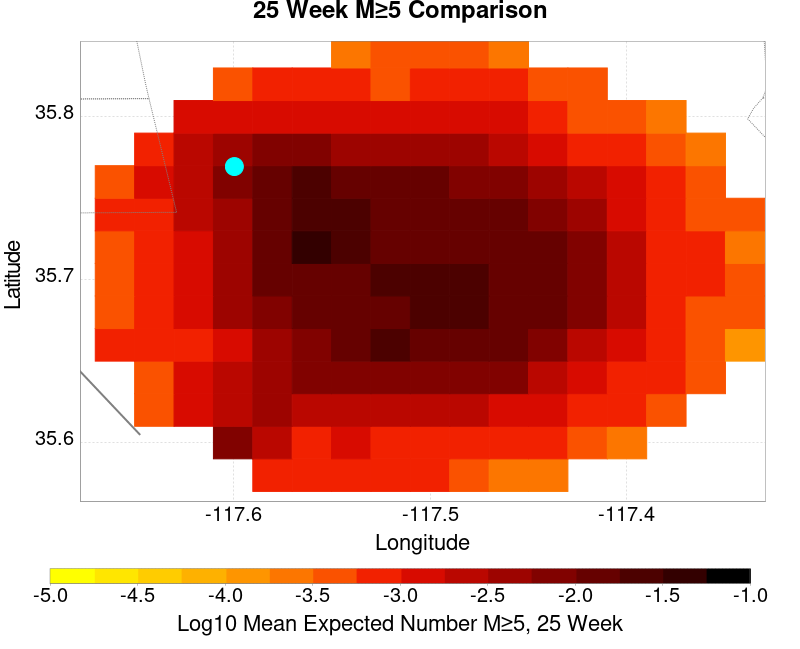 25 Week M≥5 Comparison
35.8
35.7
35.6
Latitude
-117.6 -117.5 -117.4
Longitude
-5.0 -4.5 -4.0 -3.5 -3.0 -2.5 -2.0 -1.5 -1.0
Log10 Mean Expected Number M≥5, 25 Week